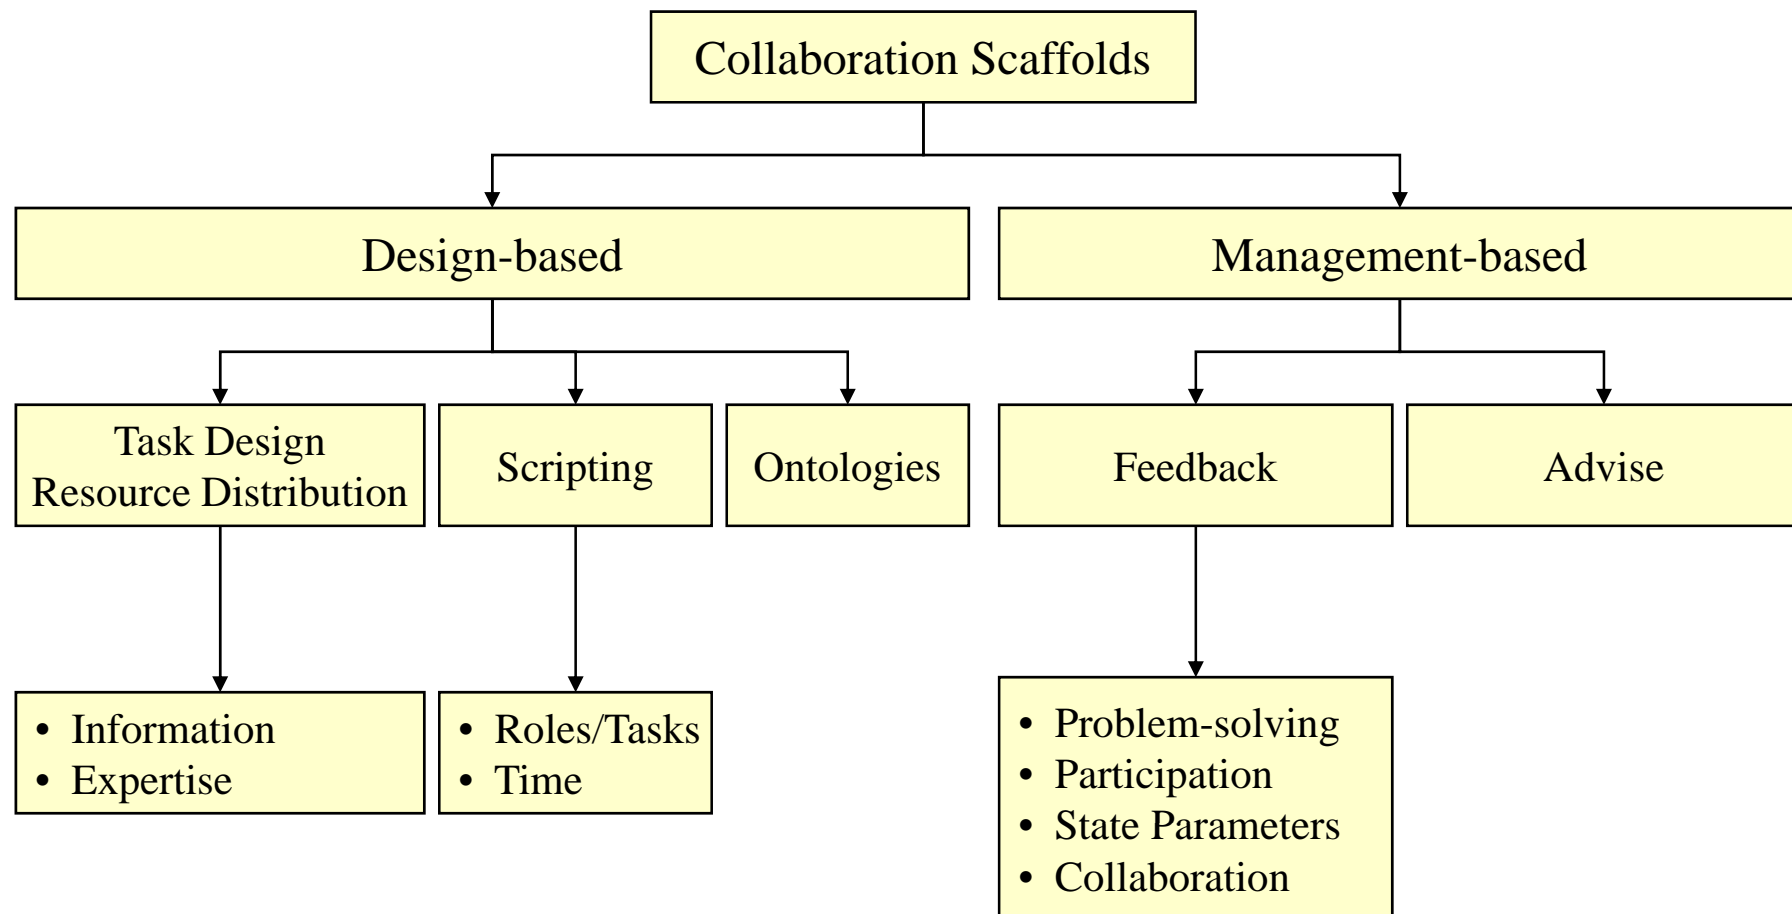 Collaboration Scaffolds
Design-based
Management-based
Task Design
Resource Distribution
Scripting
Ontologies
Feedback
Advise
• Information
• Expertise
• Roles/Tasks
• Time
• Problem-solving
• Participation
• State Parameters
• Collaboration